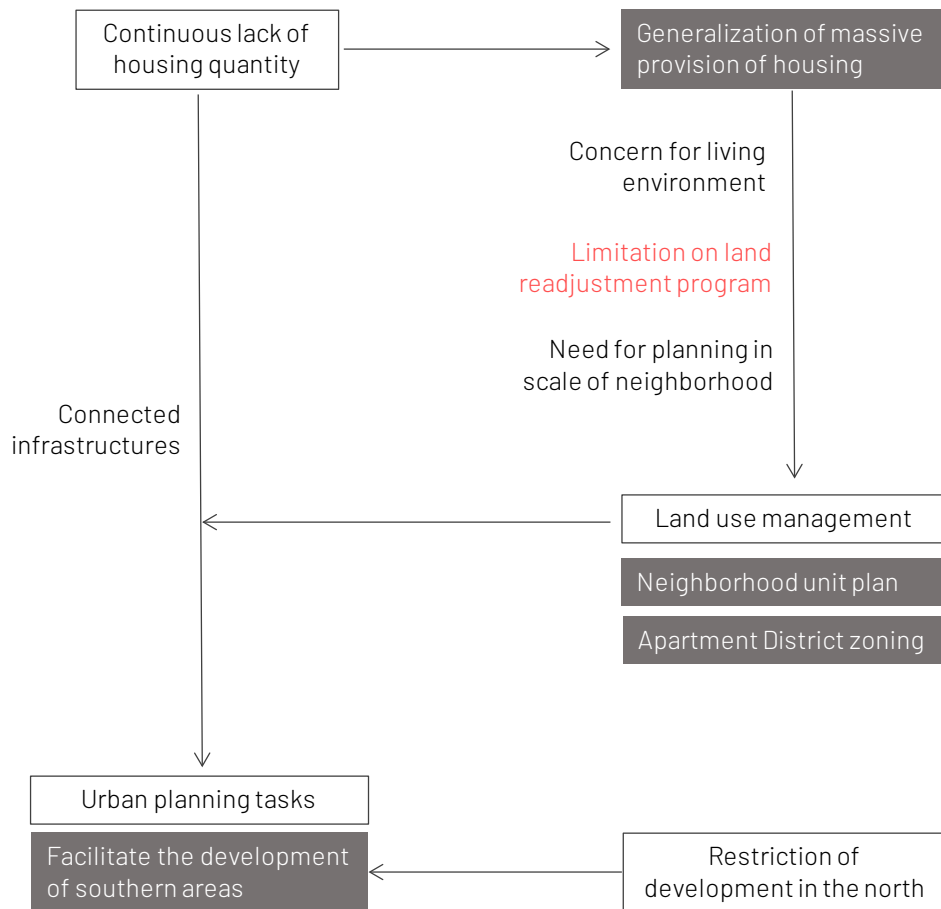 Continuous lack of
housing quantity
Generalization of massive
provision of housing
Concern for living
environment
Limitation on land
readjustment program
Need for planning in
scale of neighborhood
Connected
infrastructures
Land use management
Neighborhood unit plan
Apartment District zoning
Urban planning tasks
Facilitate the development
of southern areas
Restriction of
development in the north